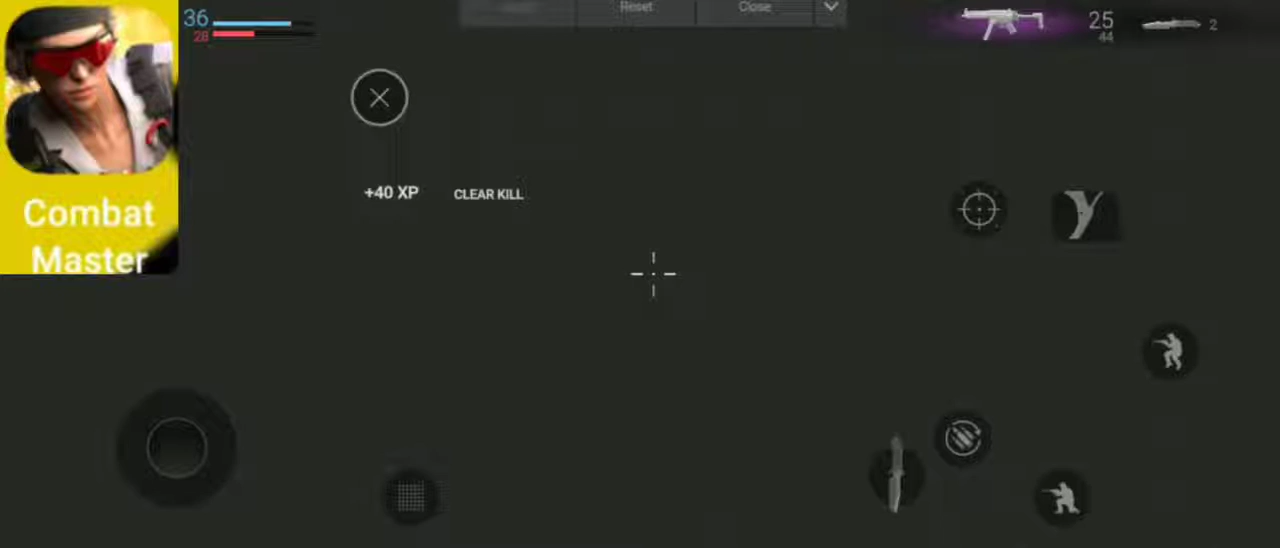 36
28
Reset
Close
25
44
2
+40 XP
CLEAR KILL
Combat
Master